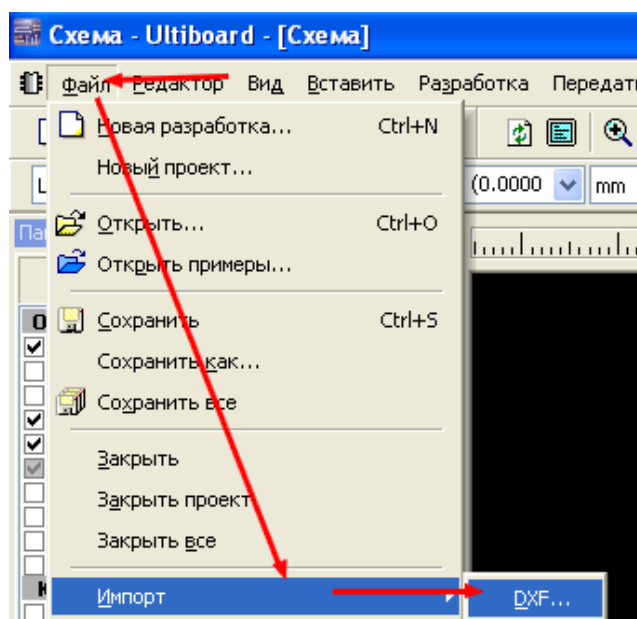 Схема - Ultiboard - [Схема]
Файл Редактор Вид Вставить Разработка
Новая разработка... Ctrl+N
Новый проект...
(0.0000 mm
Открыть... Ctrl+O
Открыть примеры...
Сохранить Ctrl+S
Сохранить как...
Сохранить все
Закрыть
Закрыть проект
Закрыть все
Импорт
DXF...